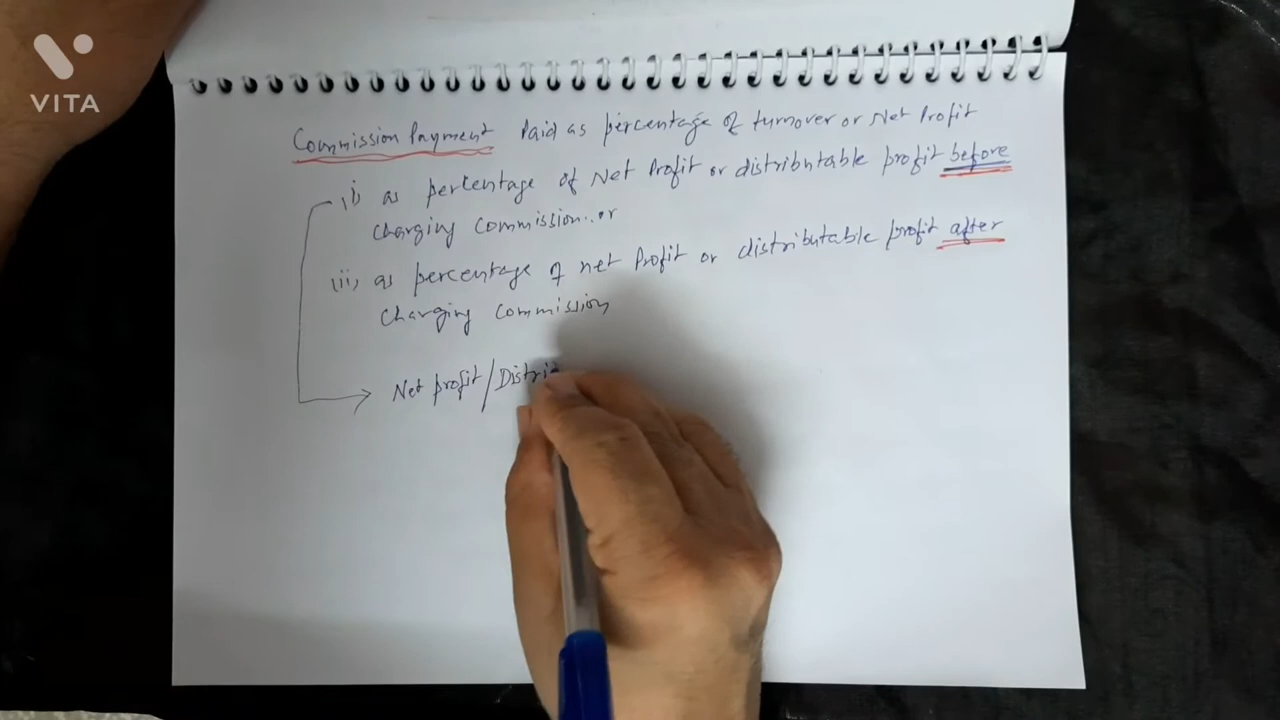 VITA
Commission Payment Paid as percentage of turnover or Net Profit
(i) as percentage of Net Profit or distributable profit before
charging commission.. or
(ii) as percentage of net Profit or distributable profit after
charging commission
Net profit/Distri